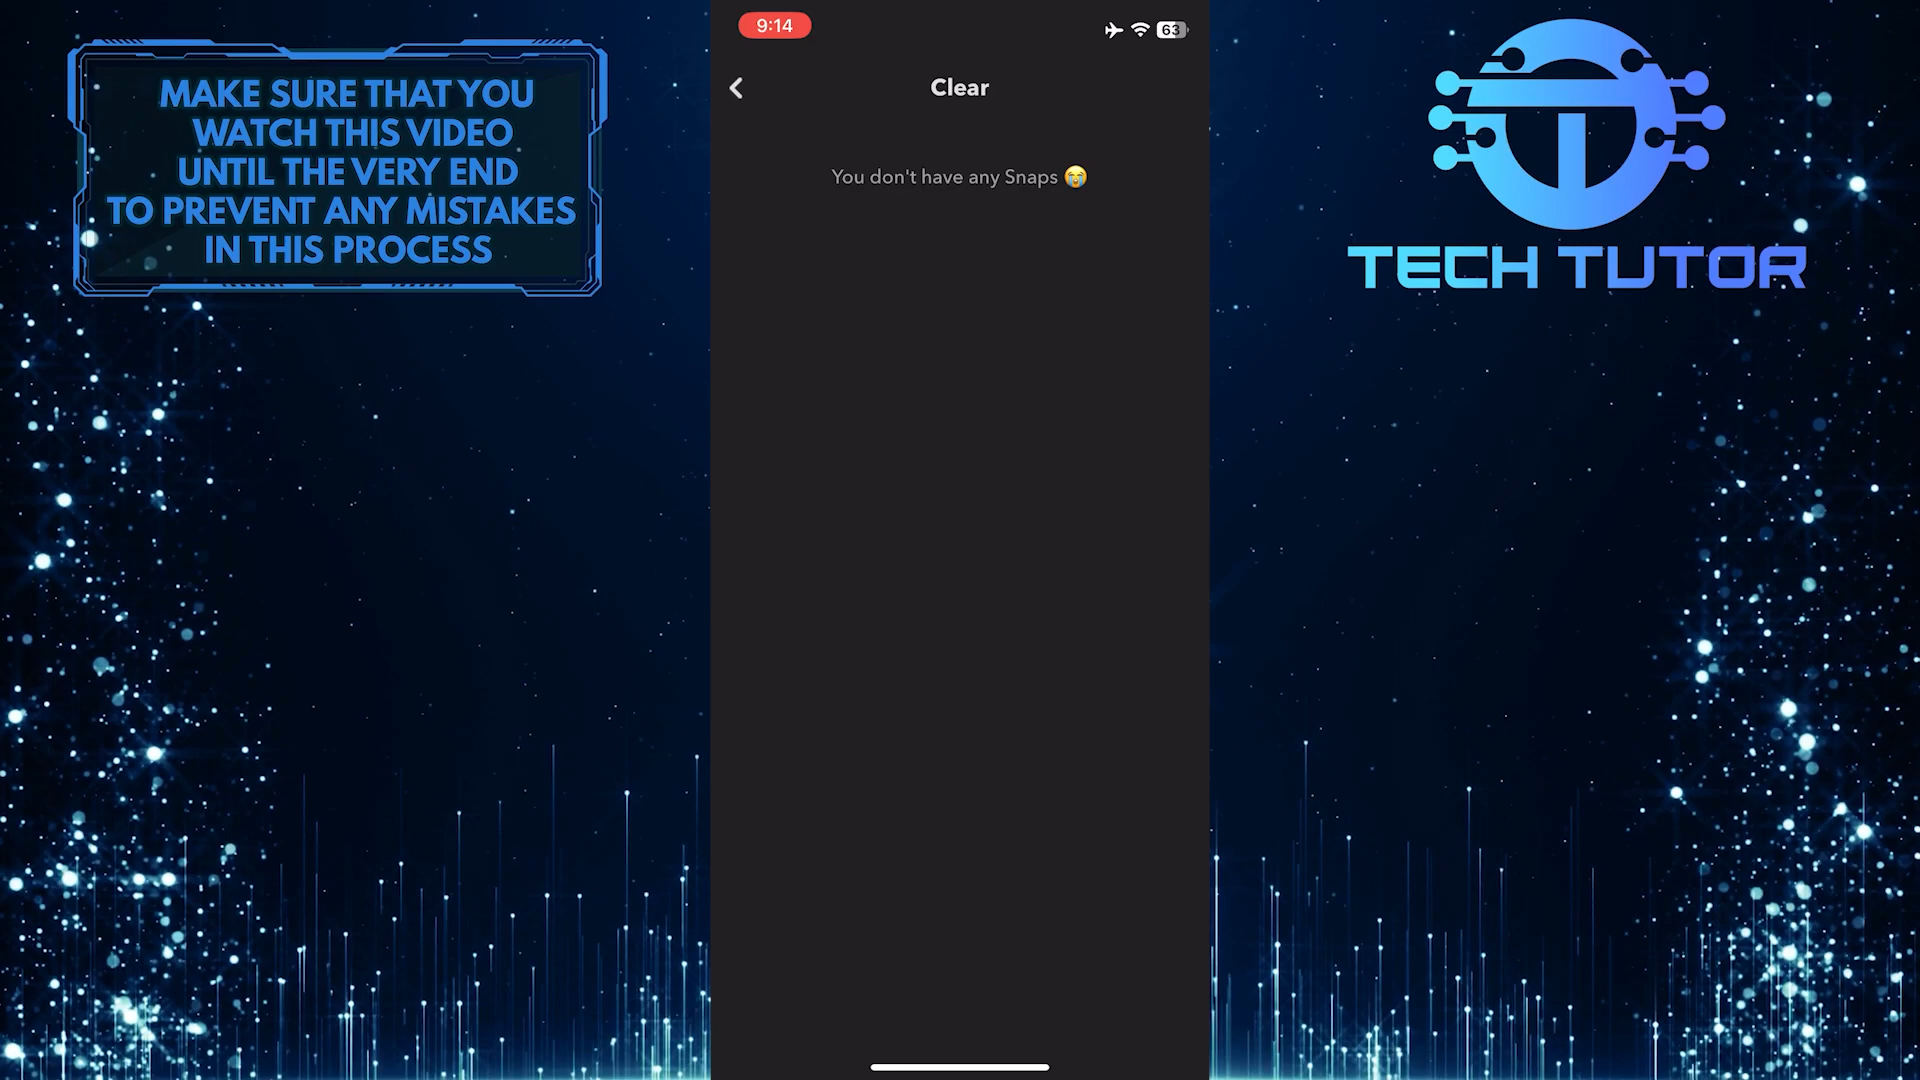 MAKE SURE THAT YOU
WATCH THIS VIDEO
UNTIL THE VERY END
TO PREVENT ANY MISTAKES
IN THIS PROCESS
9:14
63
Clear
You don't have any Snaps 😭
TECH TUTOR